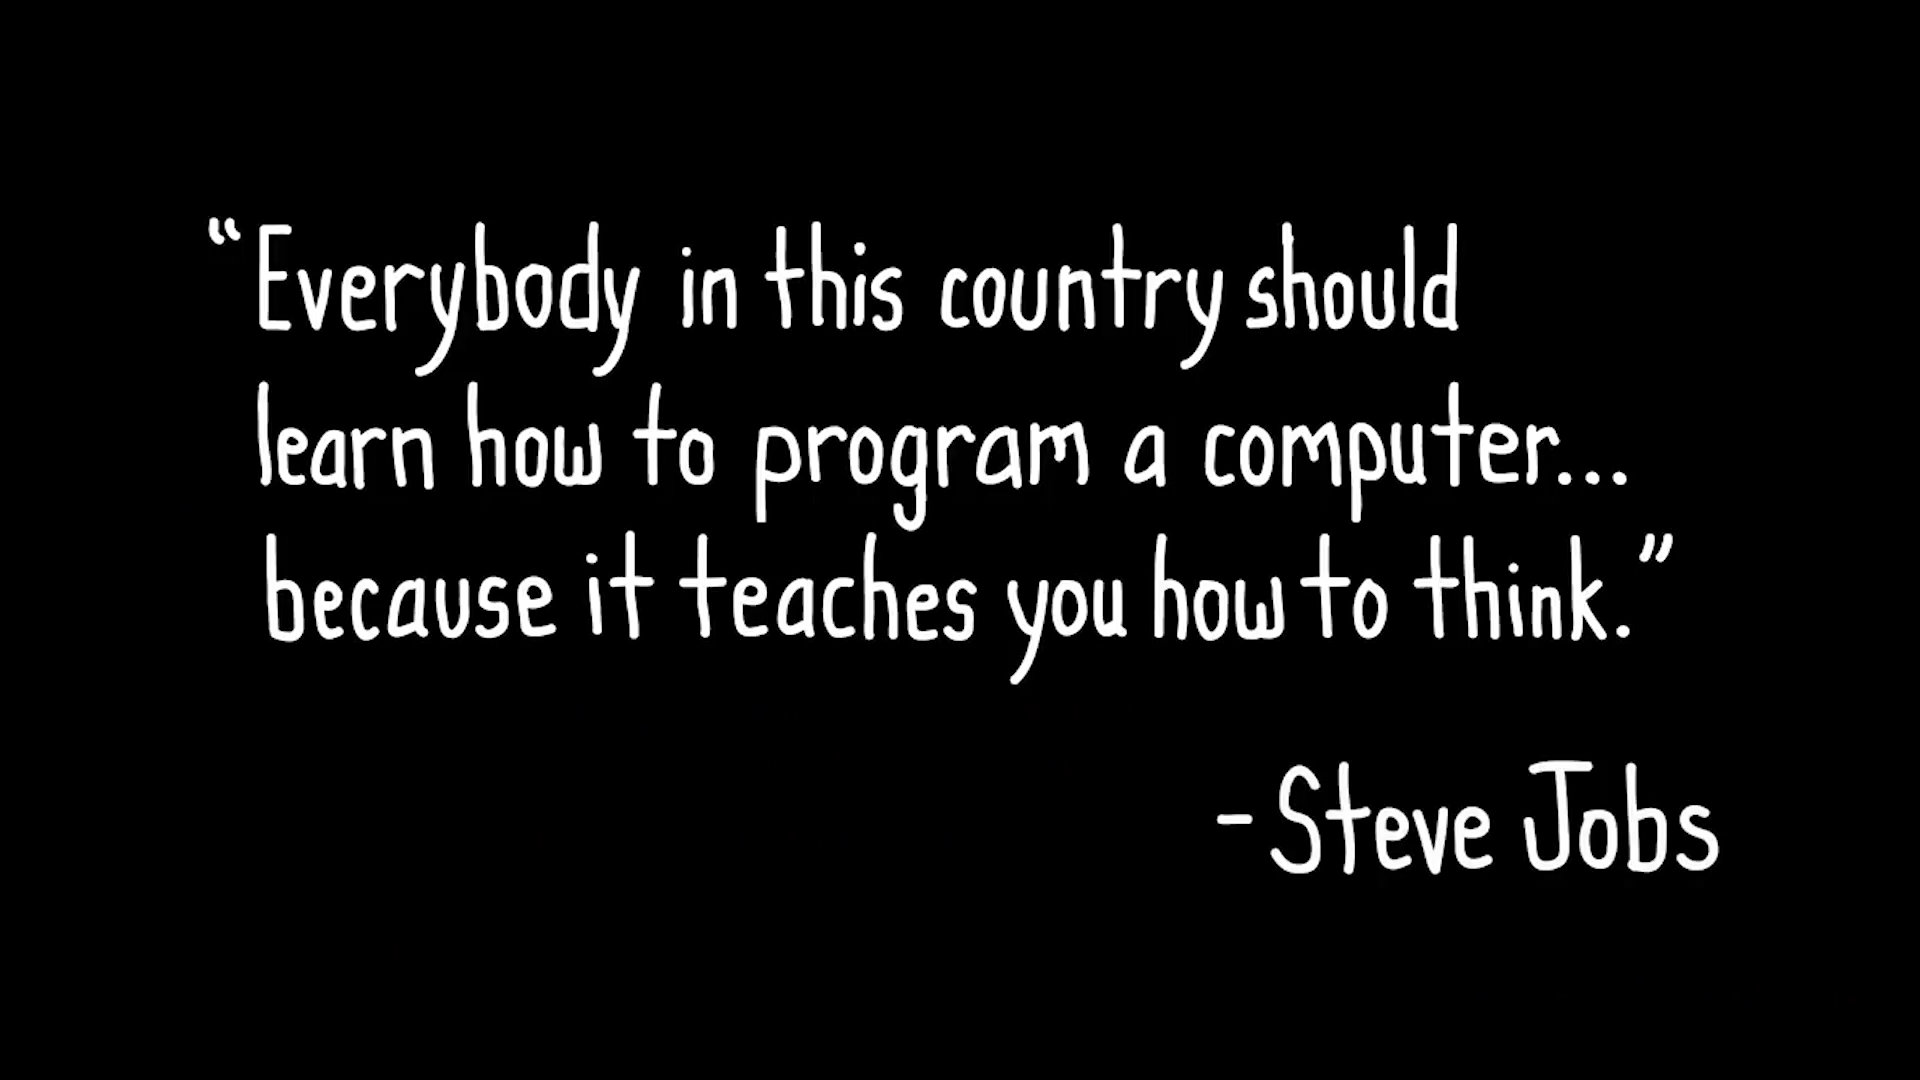 “Everybody in this country should
learn how to program a computer...
because it teaches you how to think.”
-Steve Jobs